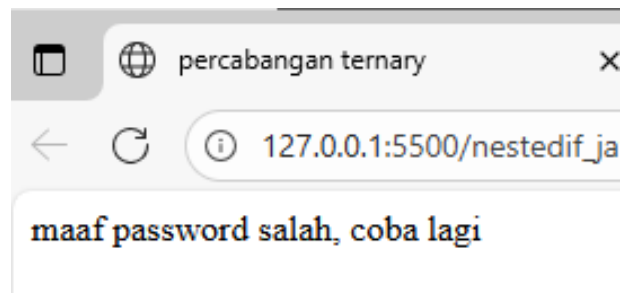 percabangan ternary
127.0.0.1:5500/nestedif_ja
maaf password salah, coba lagi